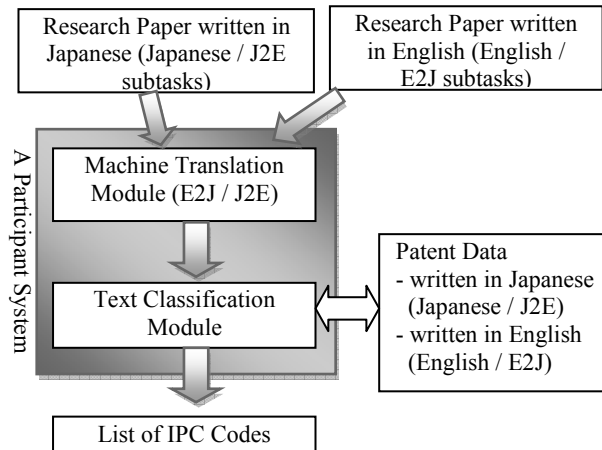 Research Paper written in
Japanese (Japanese / J2E
subtasks)
Research Paper written
in English (English /
E2J subtasks)
A Participant System
Machine Translation
Module (E2J / J2E)
Text Classification
Module
Patent Data
- written in Japanese
(Japanese / J2E)
- written in English
(English / E2J)
List of IPC Codes